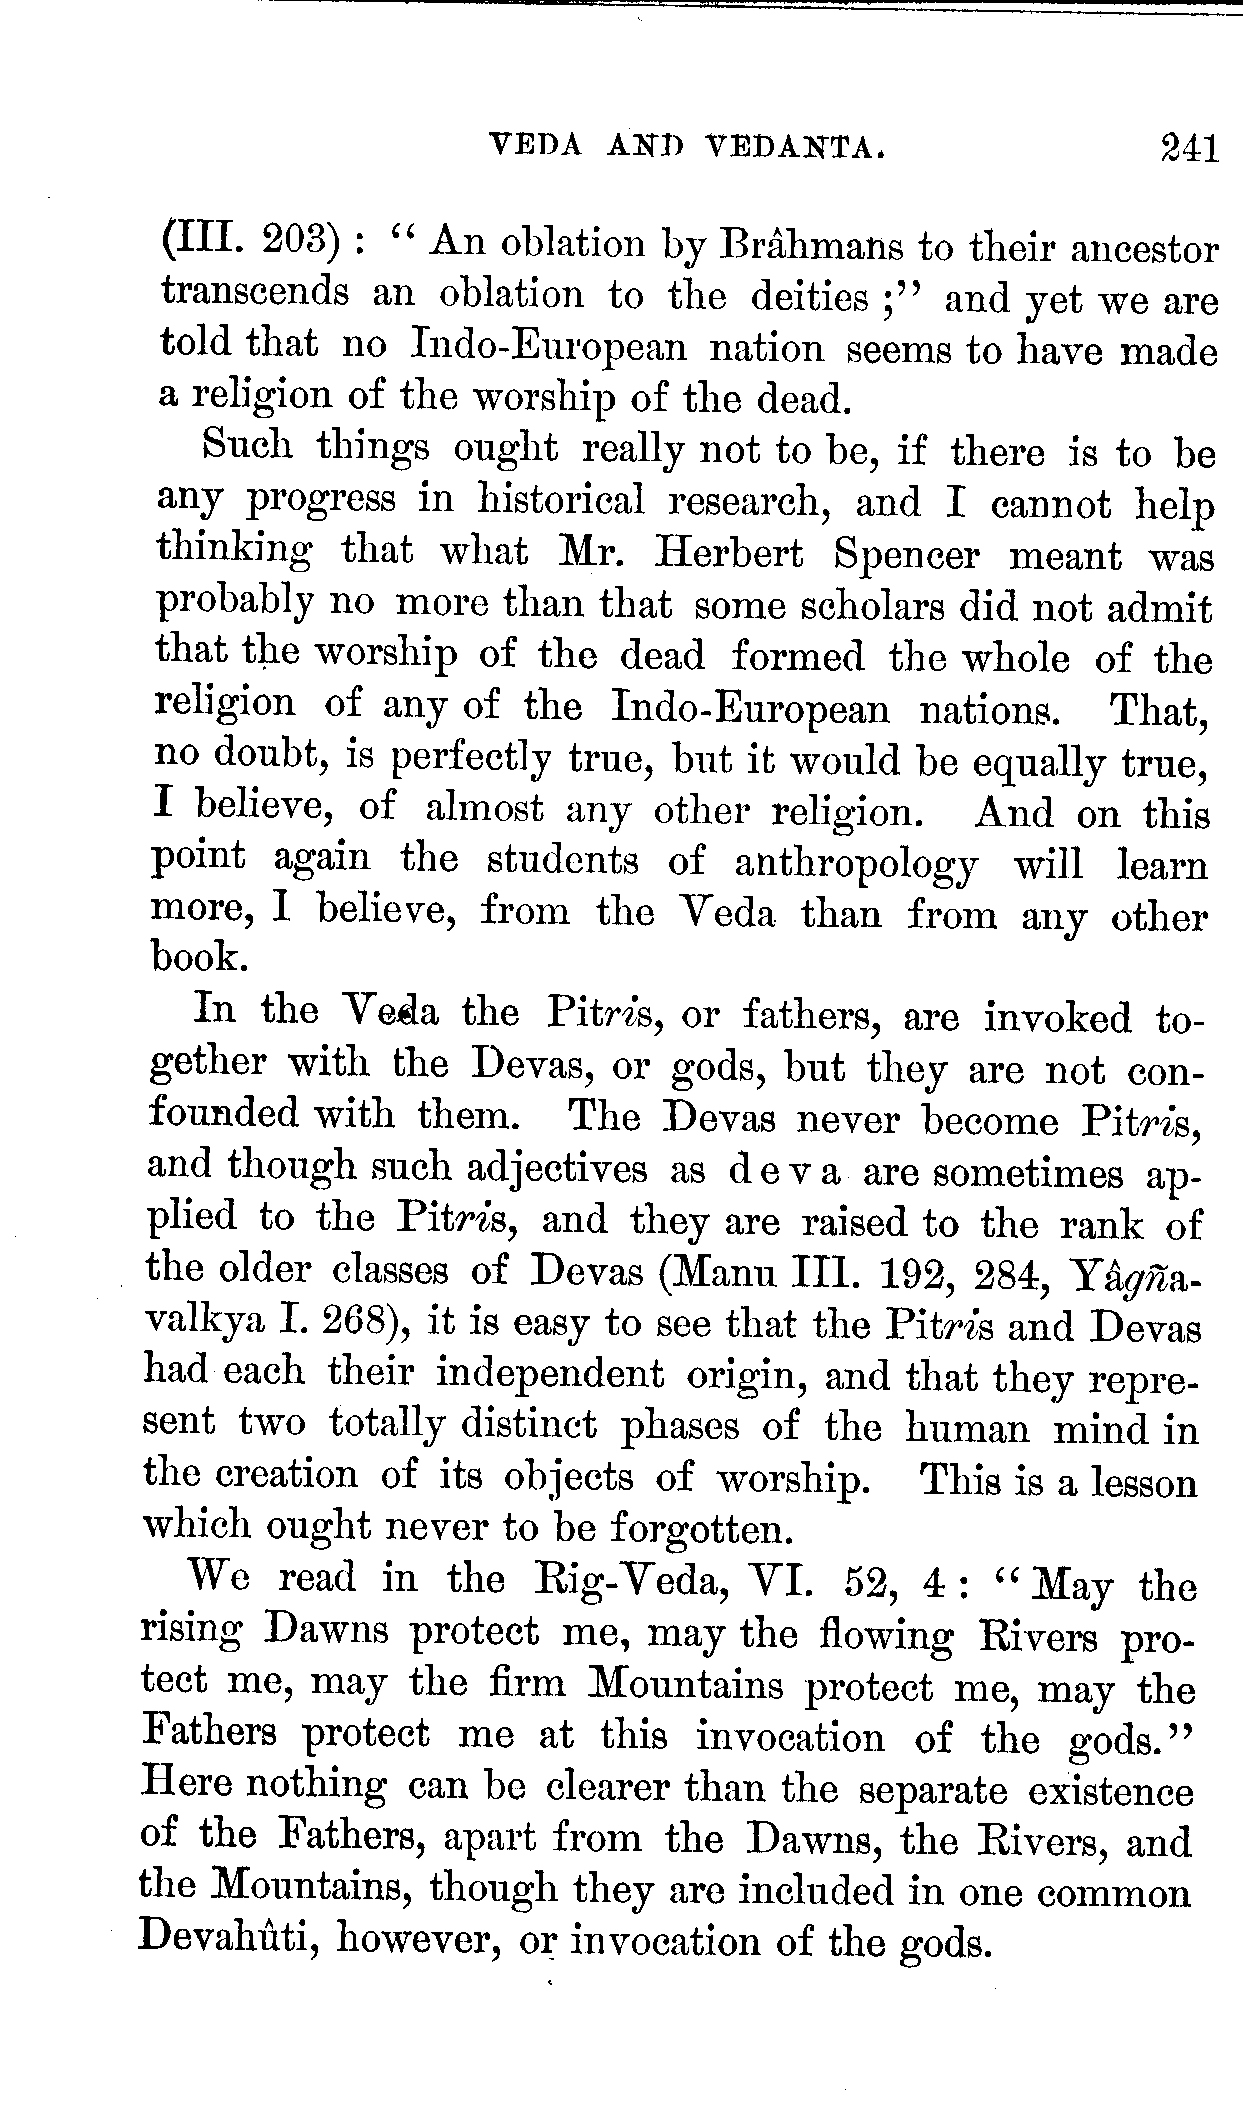 VEDA AND VEDANTA. 241
(III. 203) : “ An oblation by Brâhmans to their ancestor
transcends an oblation to the deities ;” and yet we are
told that no Indo-European nation seems to have made
a religion of the worship of the dead.
Such things ought really not to be, if there is to be
any progress in historical research, and I cannot help
thinking that what Mr. Herbert Spencer meant was
probably no more than that some scholars did not admit
that the worship of the dead formed the whole of the
religion of any of the Indo-European nations. That,
no doubt, is perfectly true, but it would be equally true,
I believe, of almost any other religion. And on this
point again the students of anthropology will learn
more, I believe, from the Veda than from any other
book.
In the Veda the Pitris, or fathers, are invoked to-
gether with the Devas, or gods, but they are not con-
founded with them. The Devas never become Pitris,
and though such adjectives as d e v a are sometimes ap-
plied to the Pitris, and they are raised to the rank of
the older classes of Devas (Manu III. 192, 284, Yâgña-
valkya I. 268), it is easy to see that the Pitris and Devas
had each their independent origin, and that they repre-
sent two totally distinct phases of the human mind in
the creation of its objects of worship. This is a lesson
which ought never to be forgotten.
We read in the Rig-Veda, VI. 52, 4 : “ May the
rising Dawns protect me, may the flowing Rivers pro-
tect me, may the firm Mountains protect me, may the
Fathers protect me at this invocation of the gods.”
Here nothing can be clearer than the separate existence
of the Fathers, apart from the Dawns, the Rivers, and
the Mountains, though they are included in one common
Devahûti, however, or invocation of the gods.